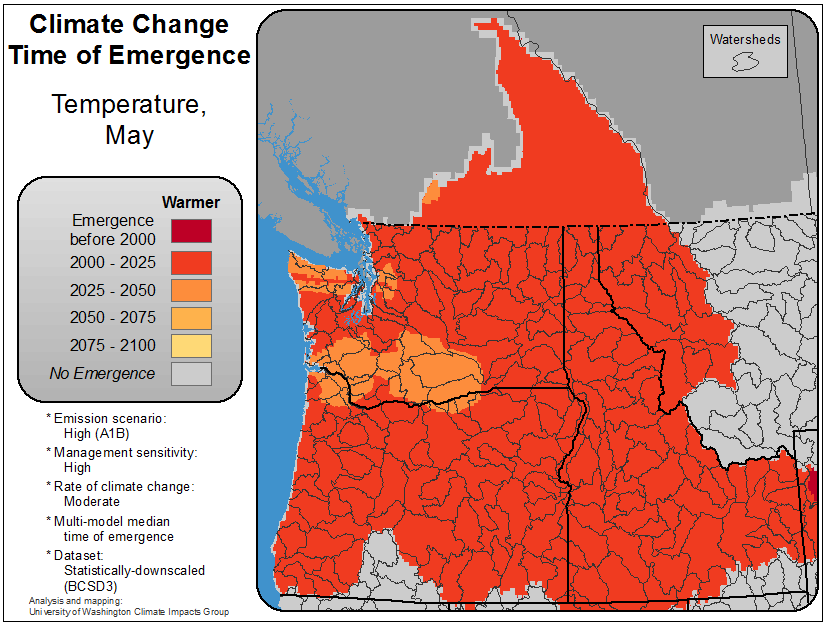 Climate Change
Time of Emergence
Temperature,
May
Warmer
Emergence
before 2000
2000 - 2025
2025 - 2050
2050 - 2075
2075 - 2100
No Emergence
* Emission scenario:
High (A1B)
* Management sensitivity:
High
* Rate of climate change:
Moderate
* Multi-model median
time of emergence
* Dataset:
Statistically-downscaled
(BCSD3)
Analysis and mapping:
University of Washington Climate Impacts Group
Watersheds